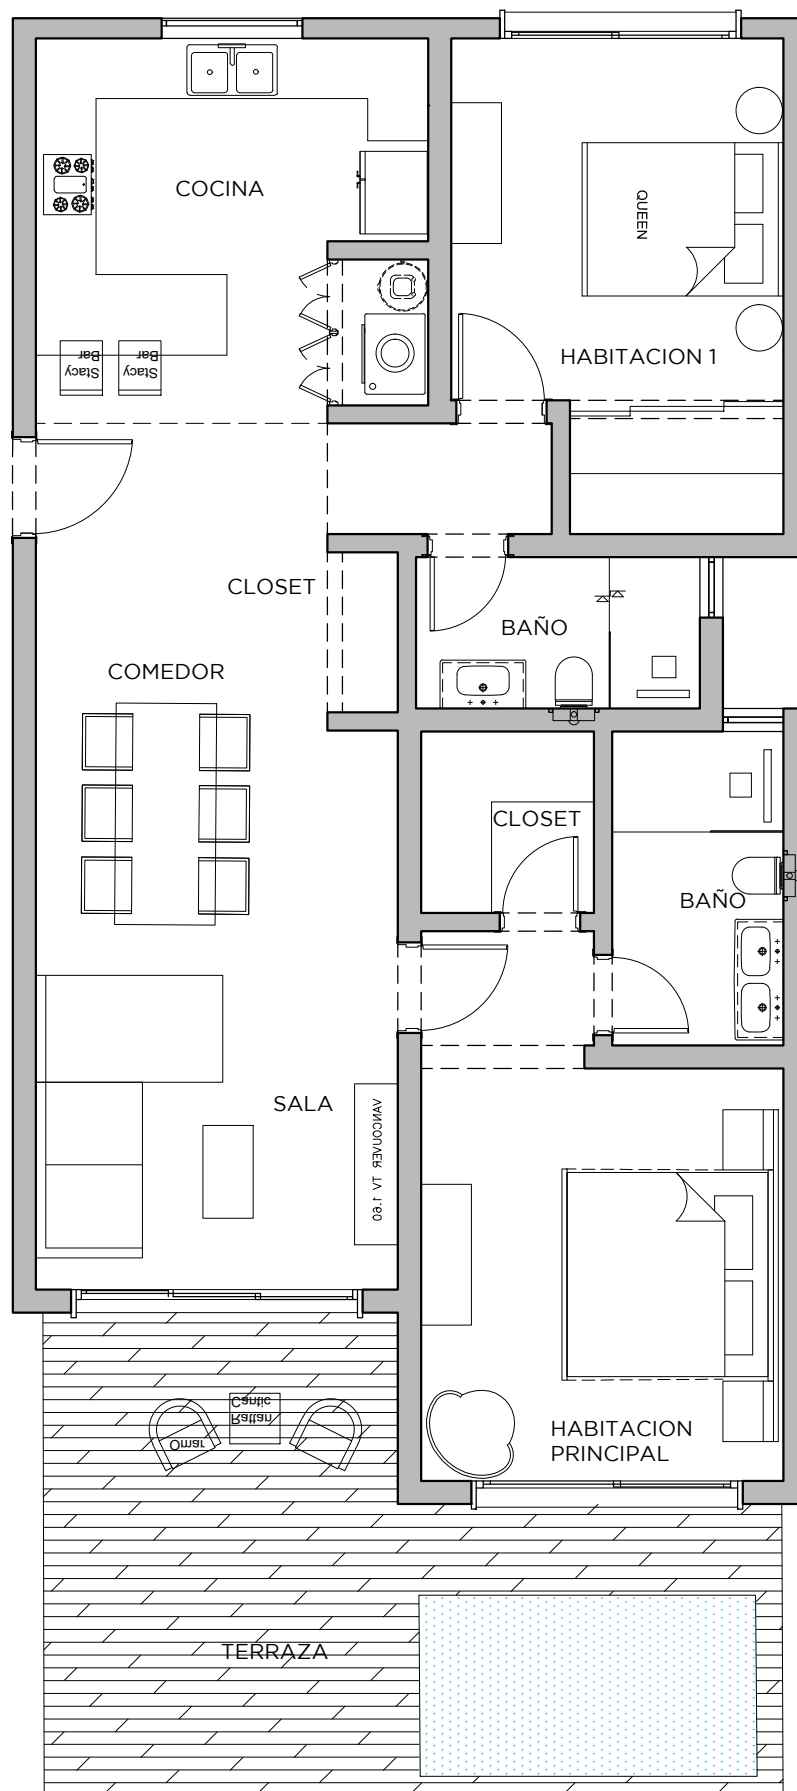 COCINA
QUEEN
HABITACION 1
Stacy
Bar
Stacy
Bar
CLOSET
BAÑO
COMEDOR
CLOSET
BAÑO
SALA
VANCOUVER TV 1.60
Rattan
Cantic
Omar
HABITACION
PRINCIPAL
TERRAZA